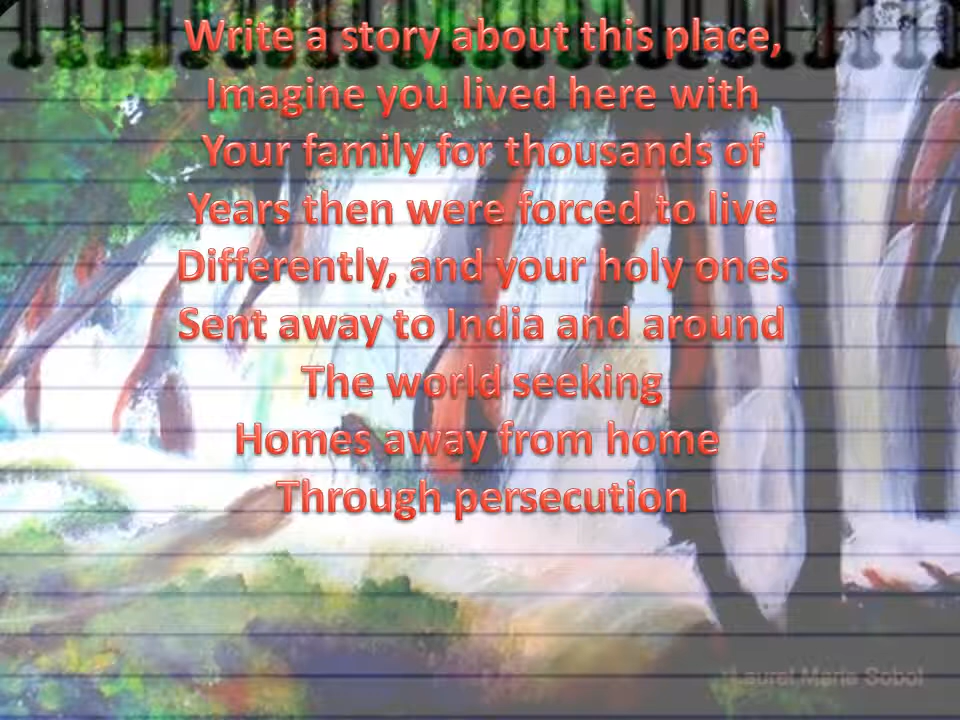 Write a story about this place,
Imagine you lived here with
Your family for thousands of
Years then were forced to live
Differently, and your holy ones
Sent away to India and around
The world seeking
Homes away from home
Through persecution
Laurel Marie Sobol